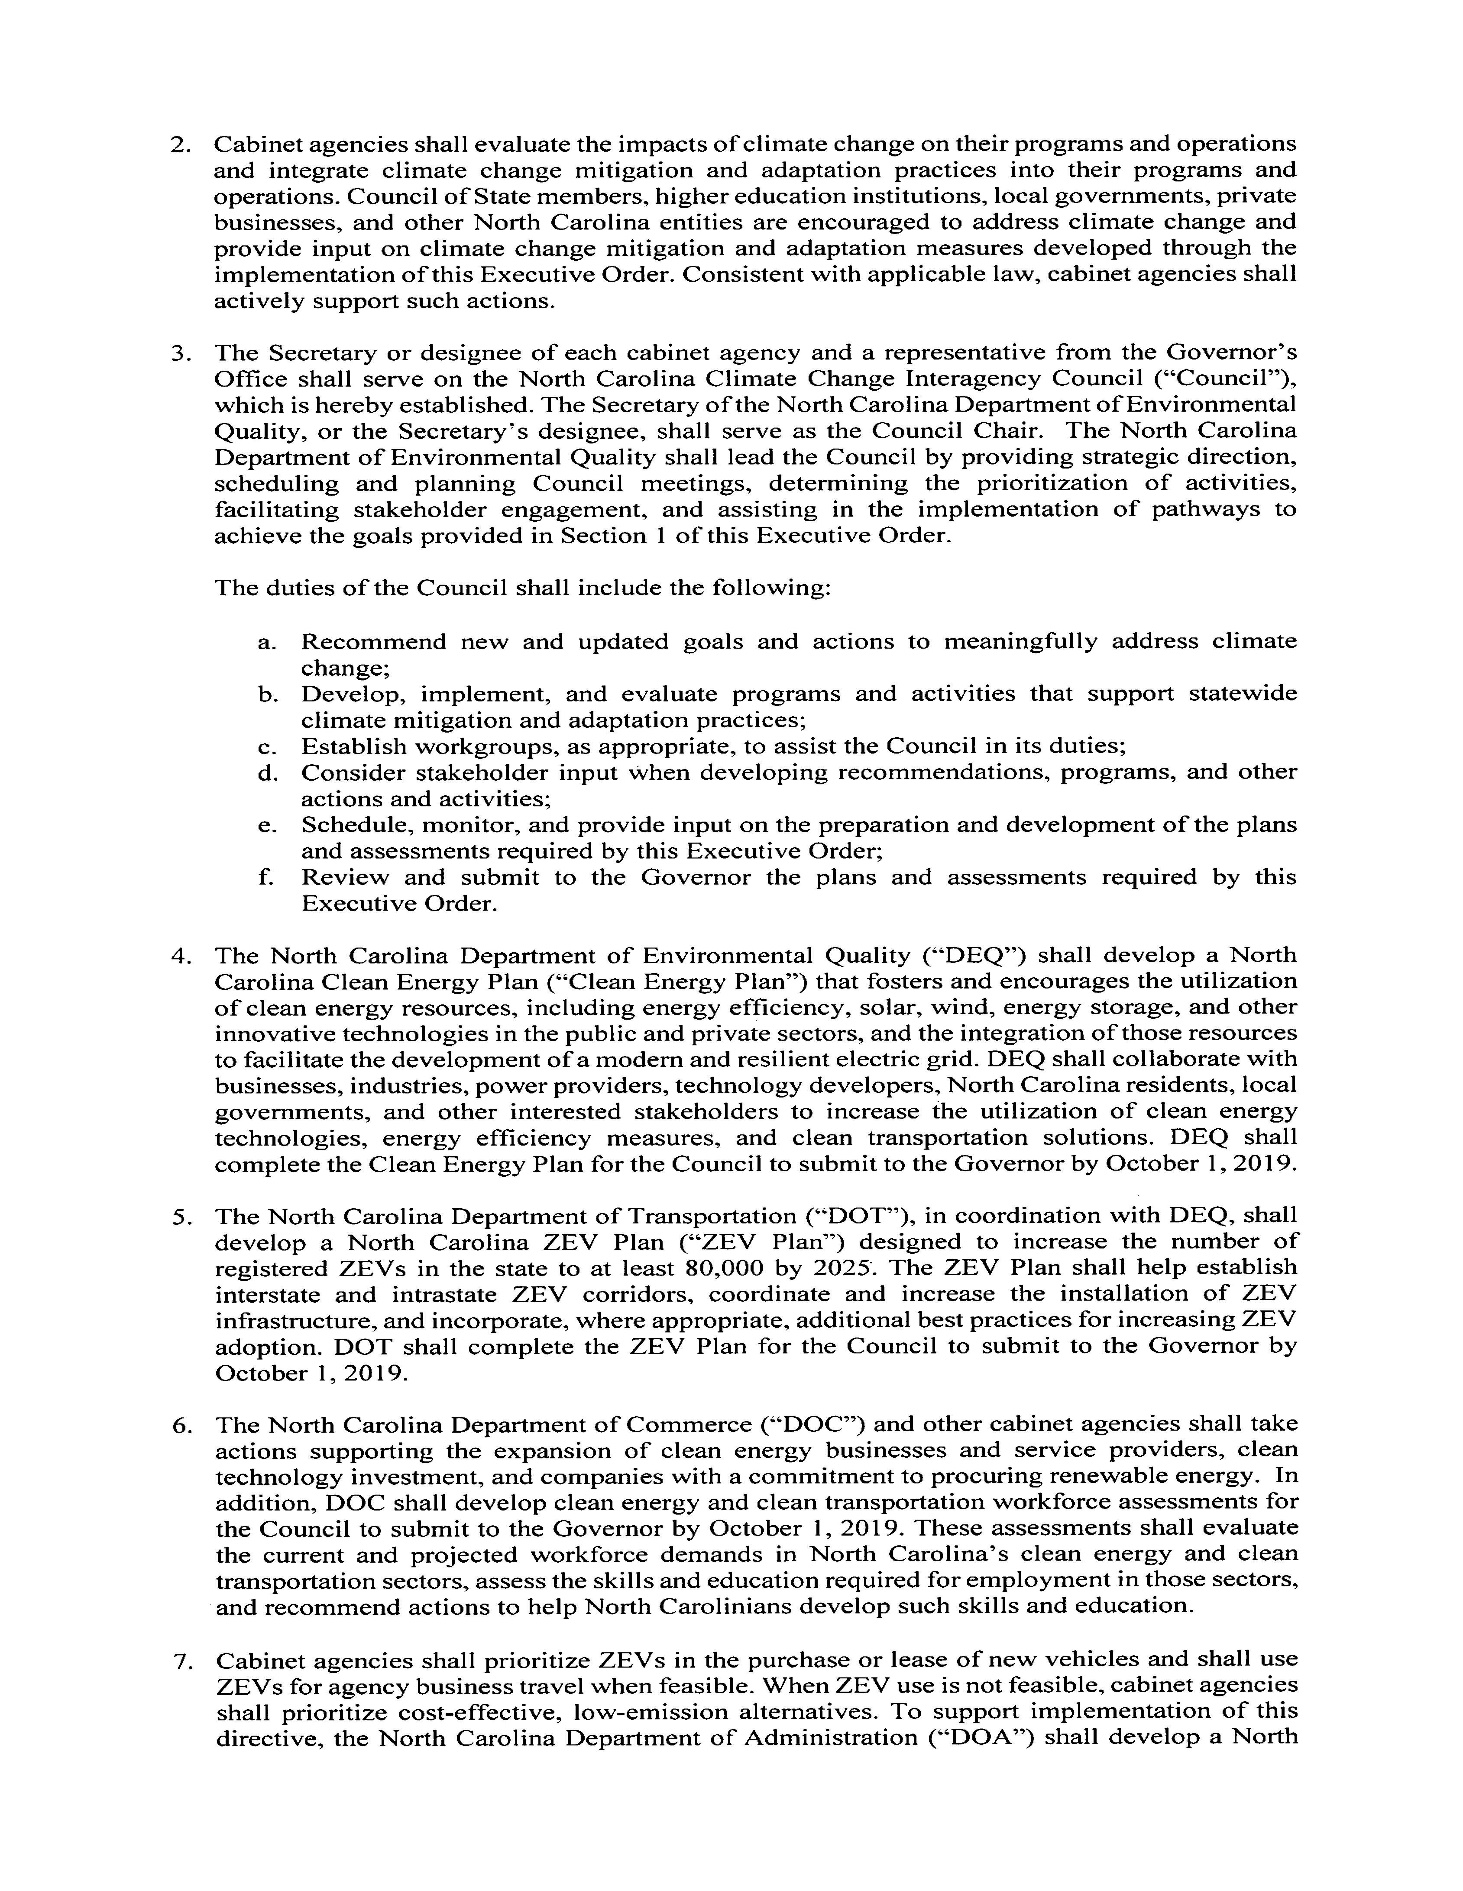 2. Cabinet agencies shall evaluate the impacts of climate change on their programs and operations
and integrate climate change mitigation and adaptation practices into their programs and
operations. Council of State members, higher education institutions, local governments, private
businesses, and other North Carolina entities are encouraged to address climate change and
provide input on climate change mitigation and adaptation measures developed through the
implementation of this Executive Order. Consistent with applicable law, cabinet agencies shall
actively support such actions.
3. The Secretary or designee of each cabinet agency and a representative from the Governor's
Office shall serve on the North Carolina Climate Change Interagency Council (“Council”),
which is hereby established. The Secretary of the North Carolina Department of Environmental
Quality, or the Secretary's designee, shall serve as the Council Chair. The North Carolina
Department of Environmental Quality shall lead the Council by providing strategic direction,
scheduling and planning Council meetings, determining the prioritization of activities,
facilitating stakeholder engagement, and assisting in the implementation of pathways to
achieve the goals provided in Section 1 of this Executive Order.
The duties of the Council shall include the following:
a. Recommend new and updated goals and actions to meaningfully address climate
change;
b. Develop, implement, and evaluate programs and activities that support statewide
climate mitigation and adaptation practices;
c. Establish workgroups, as appropriate, to assist the Council in its duties;
d. Consider stakeholder input when developing recommendations, programs, and other
actions and activities;
e. Schedule, monitor, and provide input on the preparation and development of the plans
and assessments required by this Executive Order;
f. Review and submit to the Governor the plans and assessments required by this
Executive Order.
4. The North Carolina Department of Environmental Quality (“DEQ”) shall develop a North
Carolina Clean Energy Plan (“Clean Energy Plan”) that fosters and encourages the utilization
of clean energy resources, including energy efficiency, solar, wind, energy storage, and other
innovative technologies in the public and private sectors, and the integration of those resources
to facilitate the development of a modern and resilient electric grid. DEQ shall collaborate with
businesses, industries, power providers, technology developers, North Carolina residents, local
governments, and other interested stakeholders to increase the utilization of clean energy
technologies, energy efficiency measures, and clean transportation solutions. DEQ shall
complete the Clean Energy Plan for the Council to submit to the Governor by October 1, 2019.
5. The North Carolina Department of Transportation (“DOT”), in coordination with DEQ, shall
develop a North Carolina ZEV Plan (“ZEV Plan”) designed to increase the number of
registered ZEVs in the state to at least 80,000 by 2025. The ZEV Plan shall help establish
interstate and intrastate ZEV corridors, coordinate and increase the installation of ZEV
infrastructure, and incorporate, where appropriate, additional best practices for increasing ZEV
adoption. DOT shall complete the ZEV Plan for the Council to submit to the Governor by
October 1, 2019.
6. The North Carolina Department of Commerce (“DOC”) and other cabinet agencies shall take
actions supporting the expansion of clean energy businesses and service providers, clean
technology investment, and companies with a commitment to procuring renewable energy. In
addition, DOC shall develop clean energy and clean transportation workforce assessments for
the Council to submit to the Governor by October 1, 2019. These assessments shall evaluate
the current and projected workforce demands in North Carolina's clean energy and clean
transportation sectors, assess the skills and education required for employment in those sectors,
and recommend actions to help North Carolinians develop such skills and education.
7. Cabinet agencies shall prioritize ZEVs in the purchase or lease of new vehicles and shall use
ZEVs for agency business travel when feasible. When ZEV use is not feasible, cabinet agencies
shall prioritize cost-effective, low-emission alternatives. To support implementation of this
directive, the North Carolina Department of Administration (“DOA”) shall develop a North